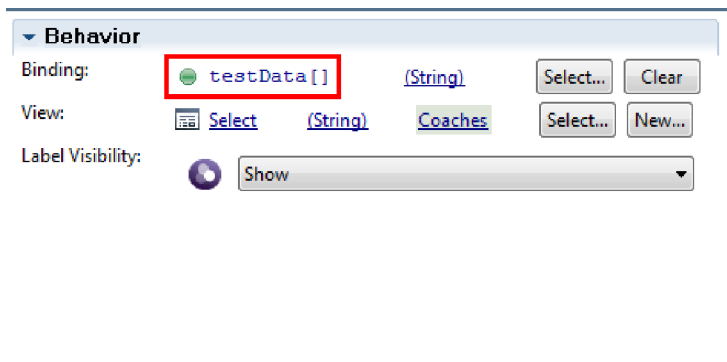 Behavior
Binding: testData[] (String) Select... Clear
View: Select (String) Coaches Select... New...
Label Visibility: Show